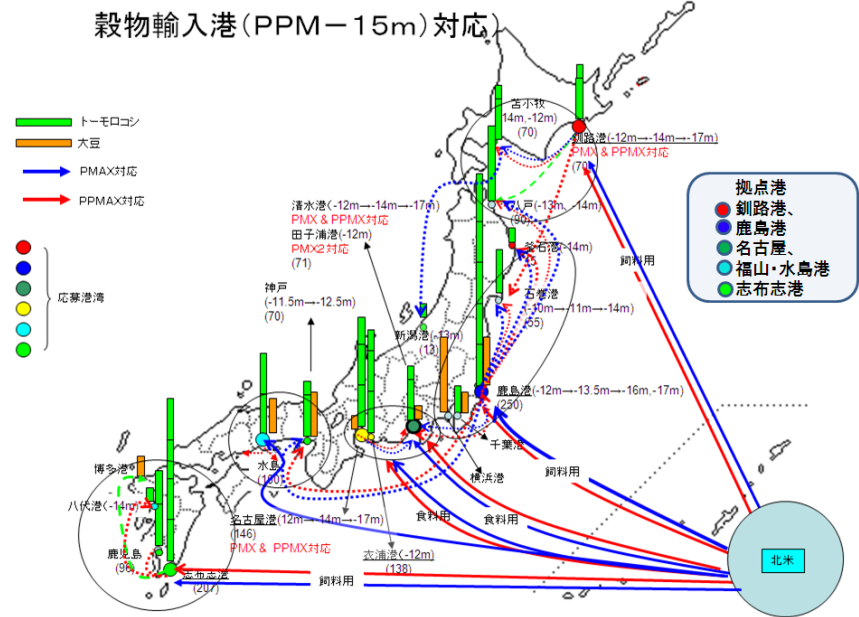 穀物輸入港(PPM－15m)対応)
トーモロコシ
大豆
PMAX対応
PPMAX対応
応募港湾
苫小牧
14m,-12m)
(70)
釧路港(-12m→-14m→-17m)
PMX & PPMX対応
(70)
清水港(-12m→-14m→-17m)
PMX & PPMX対応
田子浦港(-12m)
PMX2対応
(71)
八戸(-13m、-14m)
(90)
釜石港(-14m)
神戸
(-11.5m→-12.5m)
(70)
石巻港
(-10m→-11m→-14m)
(55)
新潟港(-13m)
(13)
飼料用
拠点港
釧路港、
鹿島港
名古屋、
福山・水島港
志布志港
鹿島港(-12m→-13.5m→-16m,-17m)
(250)
千葉港
横浜港
飼料用
博多港
水島
(180)
八代港(-14m)
名古屋港(12m→-14m→-17m)
(146)
PMX & PPMX対応
衣浦港(-12m)
(138)
食料用
食料用
鹿児島
(96)
志布志港
(207)
飼料用
北米